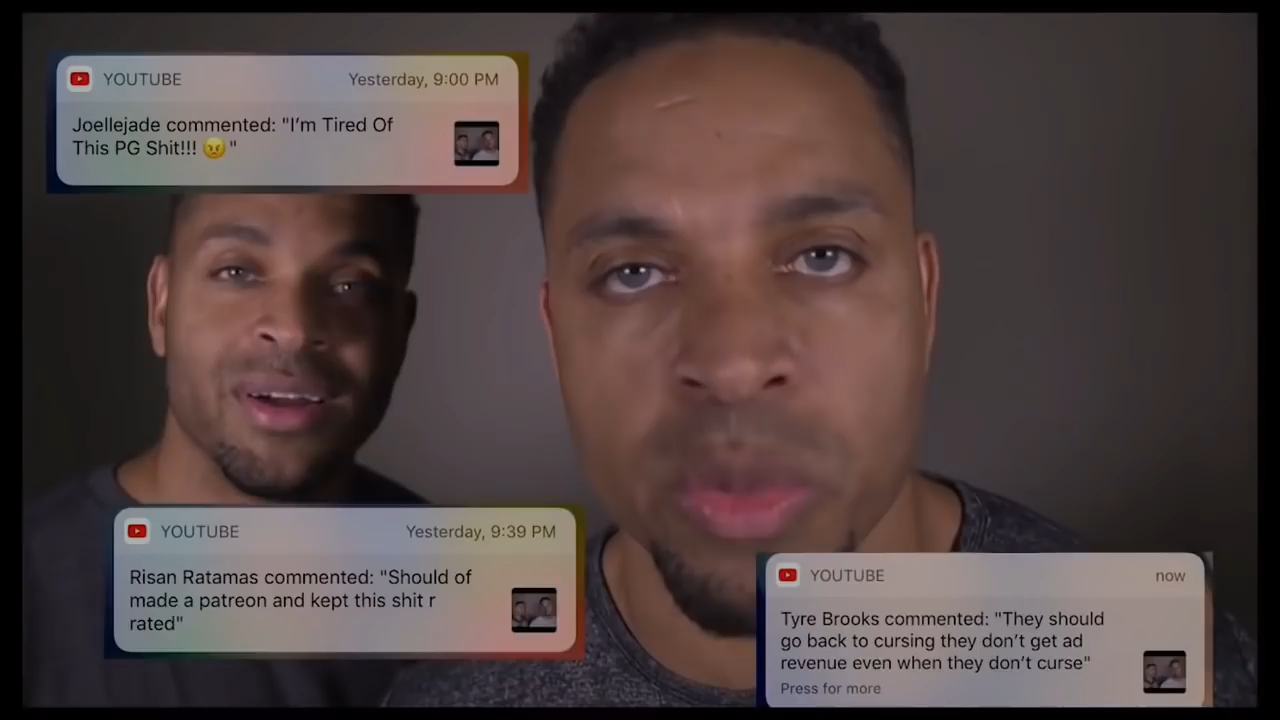 YOUTUBE Yesterday, 9:00 PM
Joellejade commented: "I'm Tired Of
This PG Shit!!! 😠"
YOUTUBE Yesterday, 9:39 PM
Risan Ratamas commented: "Should of
made a patreon and kept this shit r
rated"
YOUTUBE now
Tyre Brooks commented: "They should
go back to cursing they don't get ad
revenue even when they don't curse"
Press for more